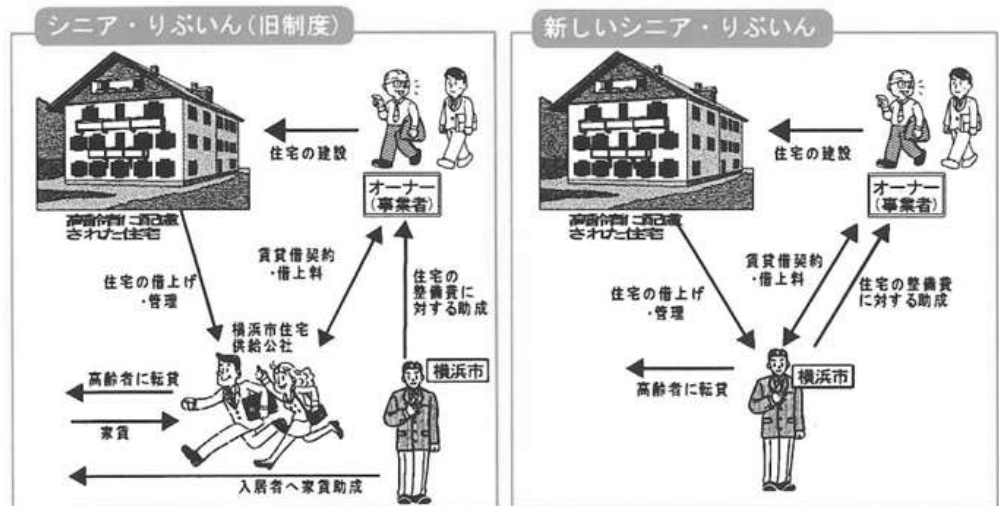 シニア・りぶいん(旧制度)
住宅の建設
オーナー
(事業者)
高齢者に配慮
された住宅
賃貸借契約
・借上料
住宅の
整備費に
対する助成
住宅の借上げ
・管理
横浜市住宅
供給公社
横浜市
高齢者に転貸
家賃
入居者へ家賃助成
新しいシニア・りぶいん
住宅の建設
オーナー
(事業者)
高齢者に配慮
された住宅
賃貸借契約
・借上料
住宅の整備費
に対する助成
住宅の借上げ
・管理
横浜市
高齢者に転貸